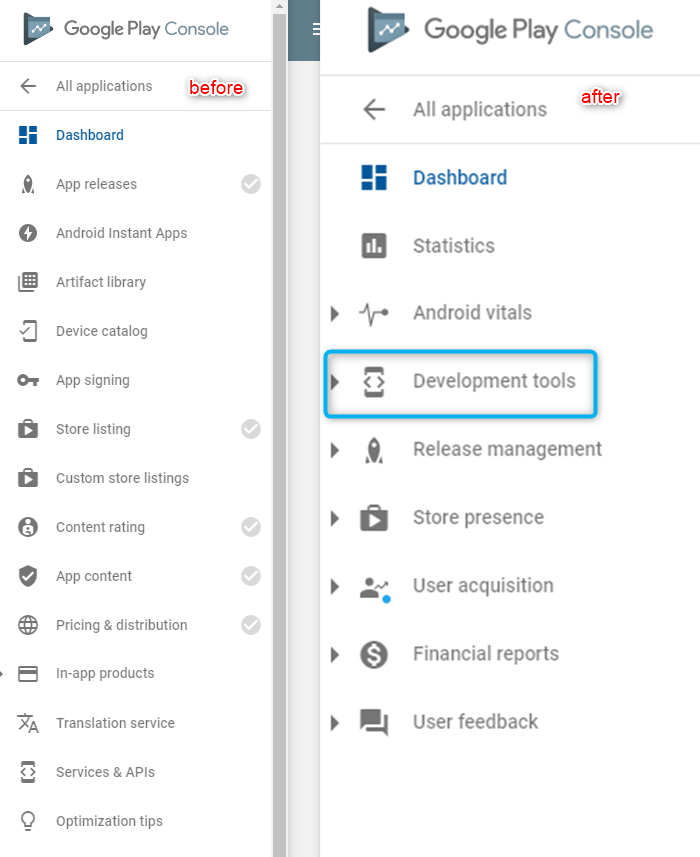 Google Play Console
All applications
before
Dashboard
App releases
Android Instant Apps
Artifact library
Device catalog
App signing
Store listing
Custom store listings
Content rating
App content
Pricing & distribution
In-app products
Translation service
Services & APIs
Optimization tips
Google Play Console
All applications
after
Dashboard
Statistics
Android vitals
Development tools
Release management
Store presence
User acquisition
Financial reports
User feedback